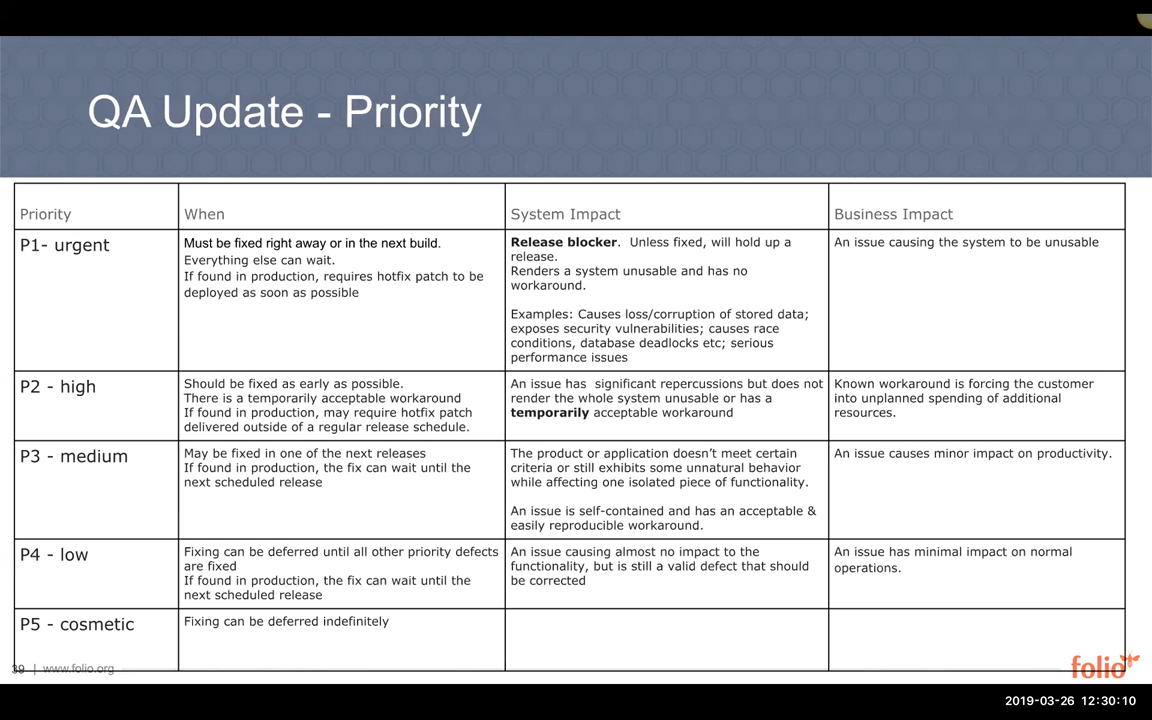 QA Update - Priority
Priority
When
System Impact
Business Impact
P1- urgent
Must be fixed right away or in the next build.
Everything else can wait.
If found in production, requires hotfix patch to be
deployed as soon as possible
Release blocker.  Unless fixed, will hold up a
release.
Renders a system unusable and has no
workaround.
Examples: Causes loss/corruption of stored data;
exposes security vulnerabilities; causes race
conditions, database deadlocks etc; serious
performance issues
An issue causing the system to be unusable
P2 - high
Should be fixed as early as possible.
There is a temporarily acceptable workaround
If found in production, may require hotfix patch
delivered outside of a regular release schedule.
An issue has  significant repercussions but does not
render the whole system unusable or has a
temporarily acceptable workaround
Known workaround is forcing the customer
into unplanned spending of additional
resources.
P3 - medium
May be fixed in one of the next releases
If found in production, the fix can wait until the
next scheduled release
The product or application doesn’t meet certain
criteria or still exhibits some unnatural behavior
while affecting one isolated piece of functionality.
An issue is self-contained and has an acceptable &
easily reproducible workaround.
An issue causes minor impact on productivity.
P4 - low
Fixing can be deferred until all other priority defects
are fixed
If found in production, the fix can wait until the
next scheduled release
An issue causing almost no impact to the
functionality, but is still a valid defect that should
be corrected
An issue has minimal impact on normal
operations.
P5 - cosmetic
Fixing can be deferred indefinitely
39 | www.folio.org
folio
2019-03-26 12:30:10